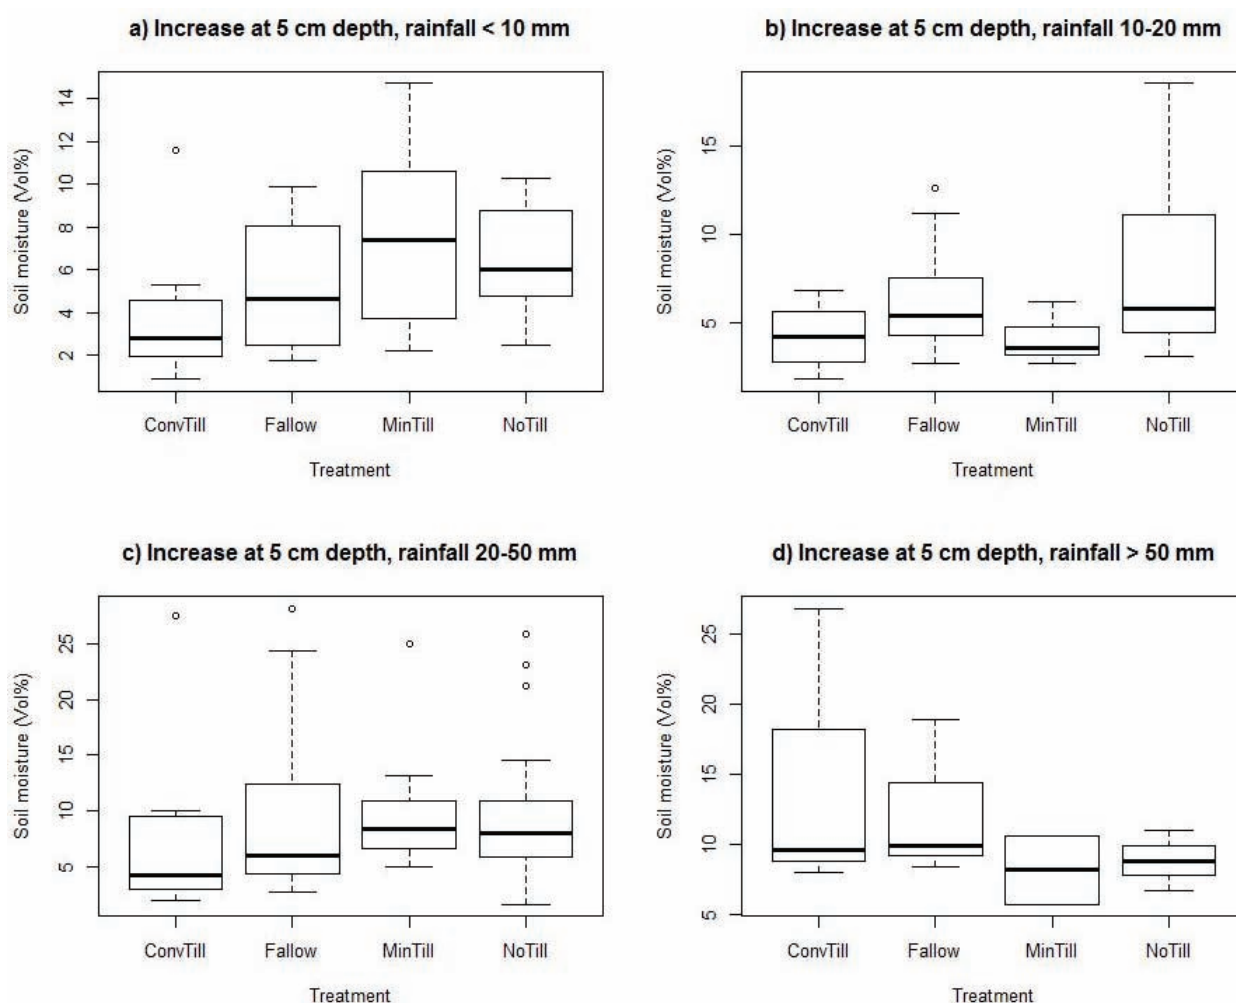 a) Increase at 5 cm depth, rainfall < 10 mm
Soil moisture (Vol%)
14
12
10
8
6
4
2
ConvTill Fallow MinTill NoTill
Treatment
b) Increase at 5 cm depth, rainfall 10-20 mm
Soil moisture (Vol%)
15
10
5
ConvTill Fallow MinTill NoTill
Treatment
c) Increase at 5 cm depth, rainfall 20-50 mm
Soil moisture (Vol%)
25
20
15
10
5
ConvTill Fallow MinTill NoTill
Treatment
d) Increase at 5 cm depth, rainfall > 50 mm
Soil moisture (Vol%)
25
20
15
10
5
ConvTill Fallow MinTill NoTill
Treatment